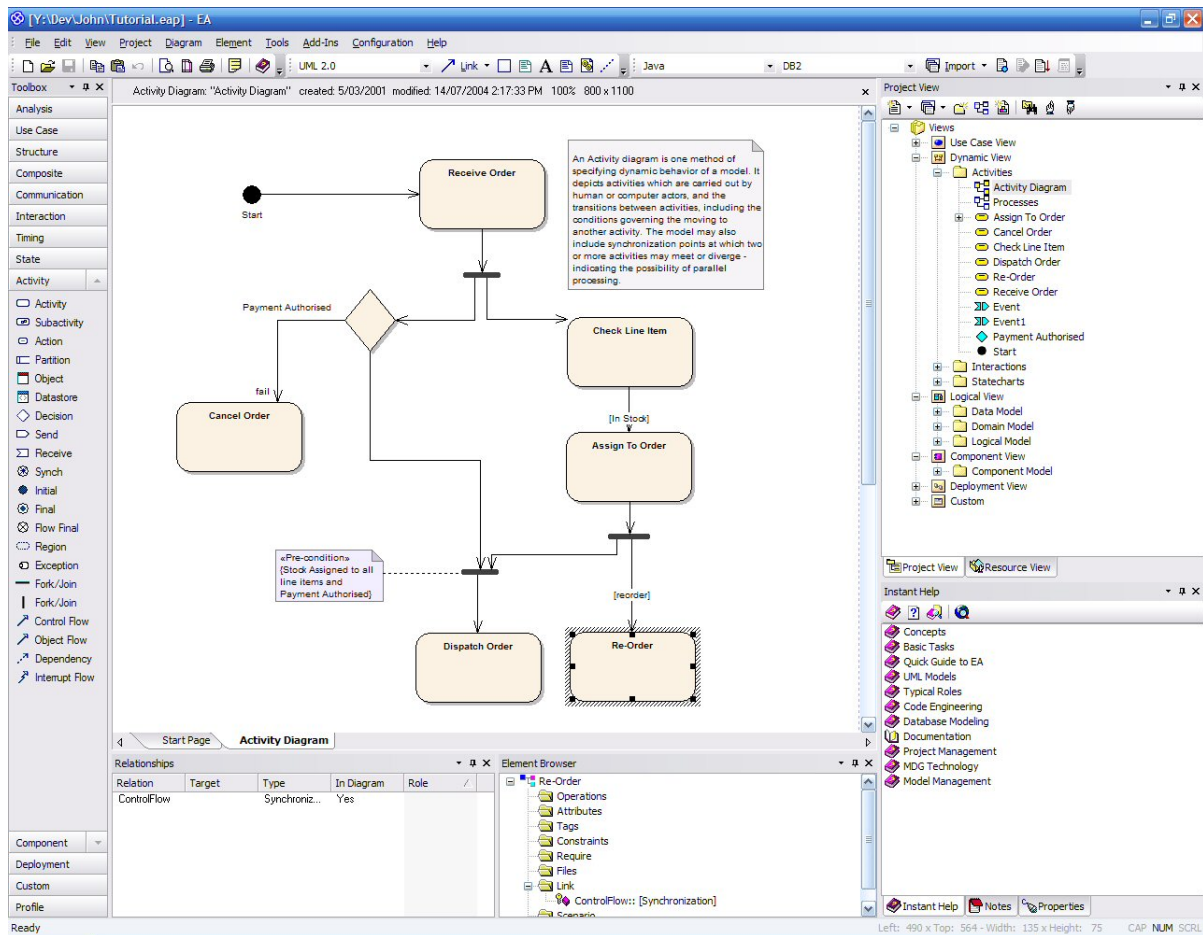 [Y:\Dev\John\Tutorial.eap] - EA
File Edit View Project Diagram Element Tools Add-Ins Configuration Help
UML 2.0 Link A Java DB2 Import
Toolbox
Analysis
Use Case
Structure
Composite
Communication
Interaction
Timing
State
Activity
Activity
Subactivity
Action
Partition
Object
Datastore
Decision
Send
Receive
Synch
Initial
Final
Flow Final
Region
Exception
Fork/Join
Fork/Join
Control Flow
Object Flow
Dependency
Interrupt Flow
Component
Deployment
Custom
Profile
Activity Diagram: "Activity Diagram" created: 5/03/2001 modified: 14/07/2004 2:17:33 PM 100% 800 x 1100
Receive Order
Start
An Activity diagram is one method of
specifying dynamic behavior of a model. It
depicts activities which are carried out by
human or computer actors, and the
transitions between activities, including the
conditions governing the moving to
another activity. The model may also
include synchronization points at which two
or more activities may meet or diverge -
indicating the possibility of parallel
processing.
Payment Authorised
Check Line Item
fail
Cancel Order
[In Stock]
Assign To Order
«Pre-condition»
{Stock Assigned to all
line items and
Payment Authorised}
[reorder]
Dispatch Order
Re-Order
Start Page Activity Diagram
Relationships
Relation Target Type In Diagram Role
ControlFlow Synchroniz... Yes
Element Browser
Re-Order
Operations
Attributes
Tags
Constraints
Require
Files
Link
ControlFlow:: [Synchronization]
Scenario
Project View
Views
Use Case View
Dynamic View
Activities
Activity Diagram
Processes
Assign To Order
Cancel Order
Check Line Item
Dispatch Order
Re-Order
Receive Order
Event
Event1
Payment Authorised
Start
Interactions
Statecharts
Logical View
Data Model
Domain Model
Logical Model
Component View
Component Model
Deployment View
Custom
Project View Resource View
Instant Help
Concepts
Basic Tasks
Quick Guide to EA
UML Models
Typical Roles
Code Engineering
Database Modeling
Documentation
Project Management
MDG Technology
Model Management
Instant Help Notes Properties
Ready Left: 490 x Top: 564 - Width: 135 x Height: 75 CAP NUM SCRL